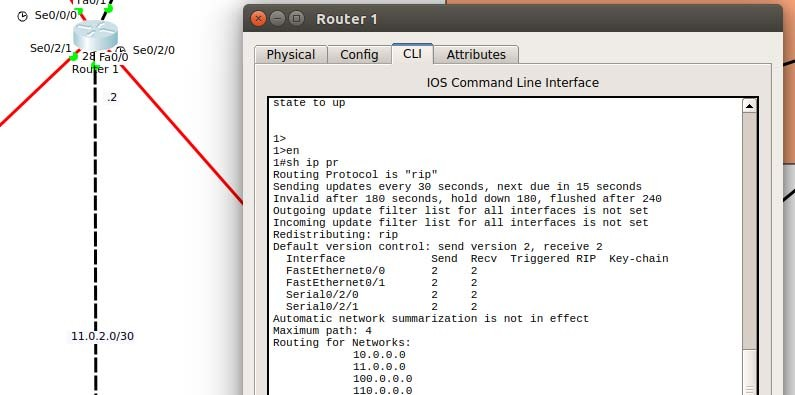 Fa0/1
Se0/0/0
Se0/2/1
Se0/2/0
28
Fa0/0
Router 1
.2
11.0.2.0/30
Router 1
Physical Config CLI Attributes
IOS Command Line Interface
state to up
1>
1>en
1#sh ip pr
Routing Protocol is "rip"
Sending updates every 30 seconds, next due in 15 seconds
Invalid after 180 seconds, hold down 180, flushed after 240
Outgoing update filter list for all interfaces is not set
Incoming update filter list for all interfaces is not set
Redistributing: rip
Default version control: send version 2, receive 2
Interface Send Recv Triggered RIP Key-chain
FastEthernet0/0 2 2
FastEthernet0/1 2 2
Serial0/2/0 2 2
Serial0/2/1 2 2
Automatic network summarization is not in effect
Maximum path: 4
Routing for Networks:
10.0.0.0
11.0.0.0
100.0.0.0
110.0.0.0